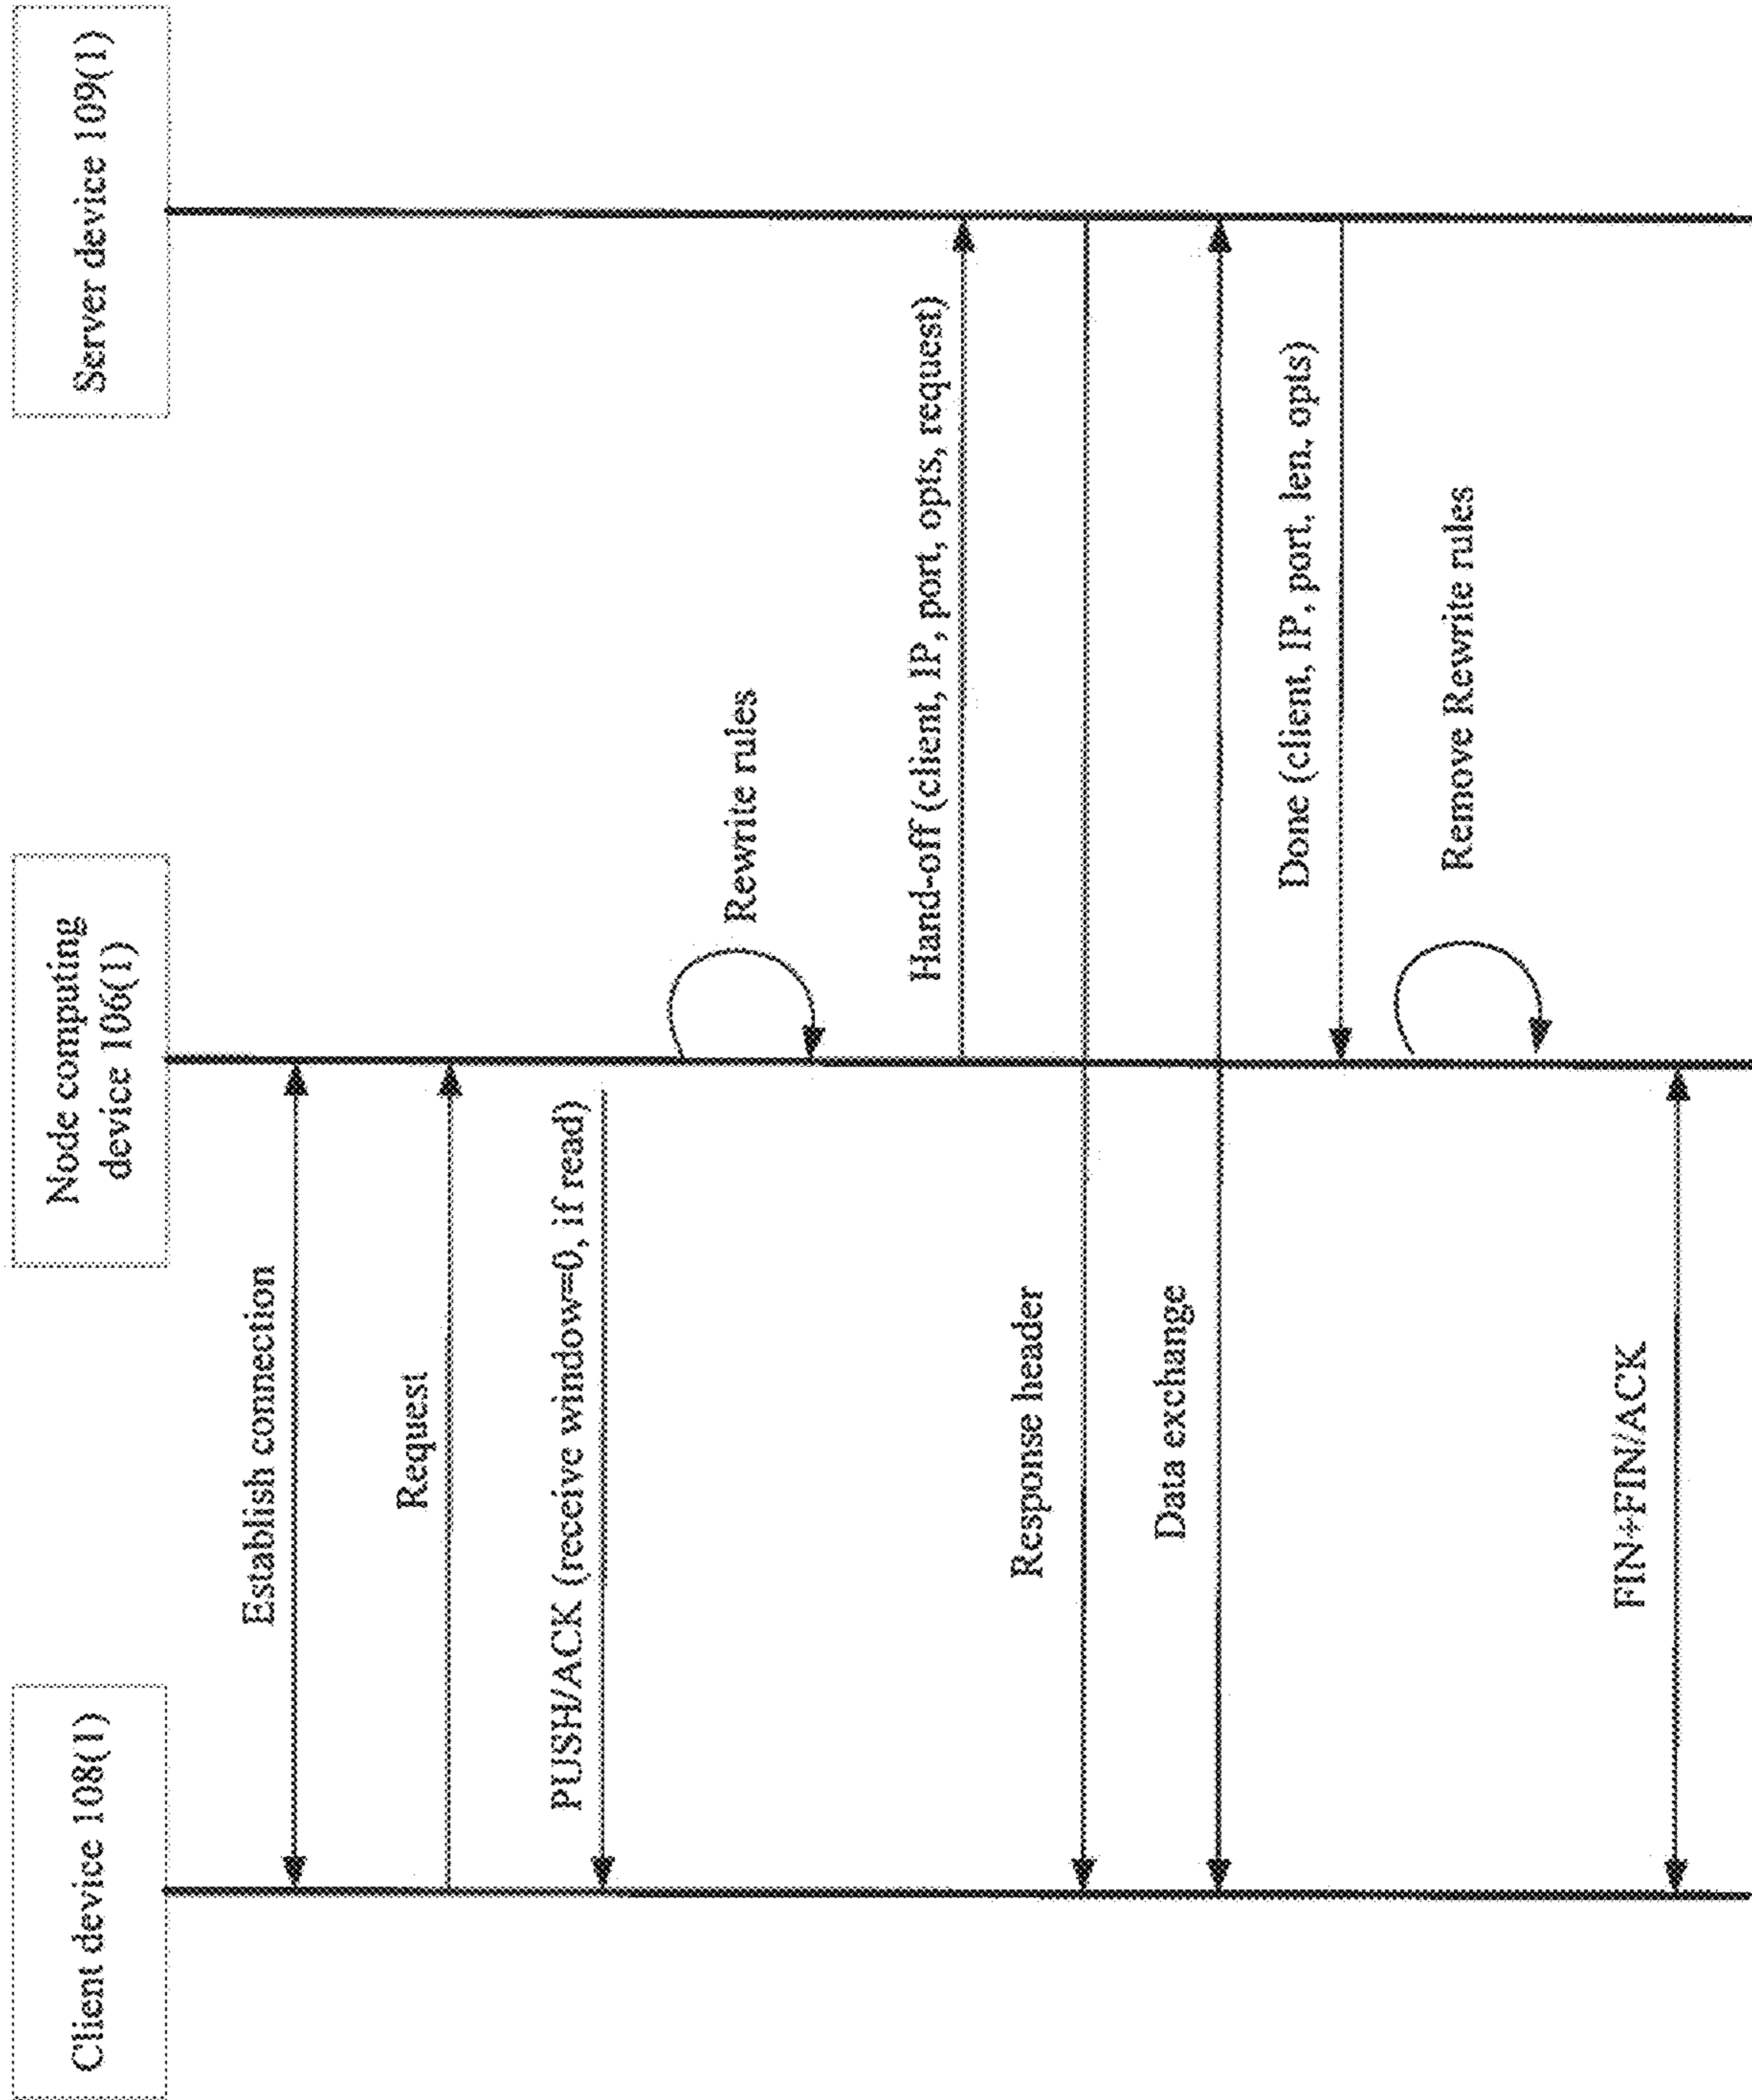 Client device 108(1)
Node computing
device 106(1)
Server device 109(1)
Establish connection
Request
PUSH/ACK (receive window=0, if read)
Rewrite rules
Hand-off (client, IP, port, opts, request)
Response header
Data exchange
Done (client, IP, port, len, opts)
Remove Rewrite rules
FIN+FIN/ACK